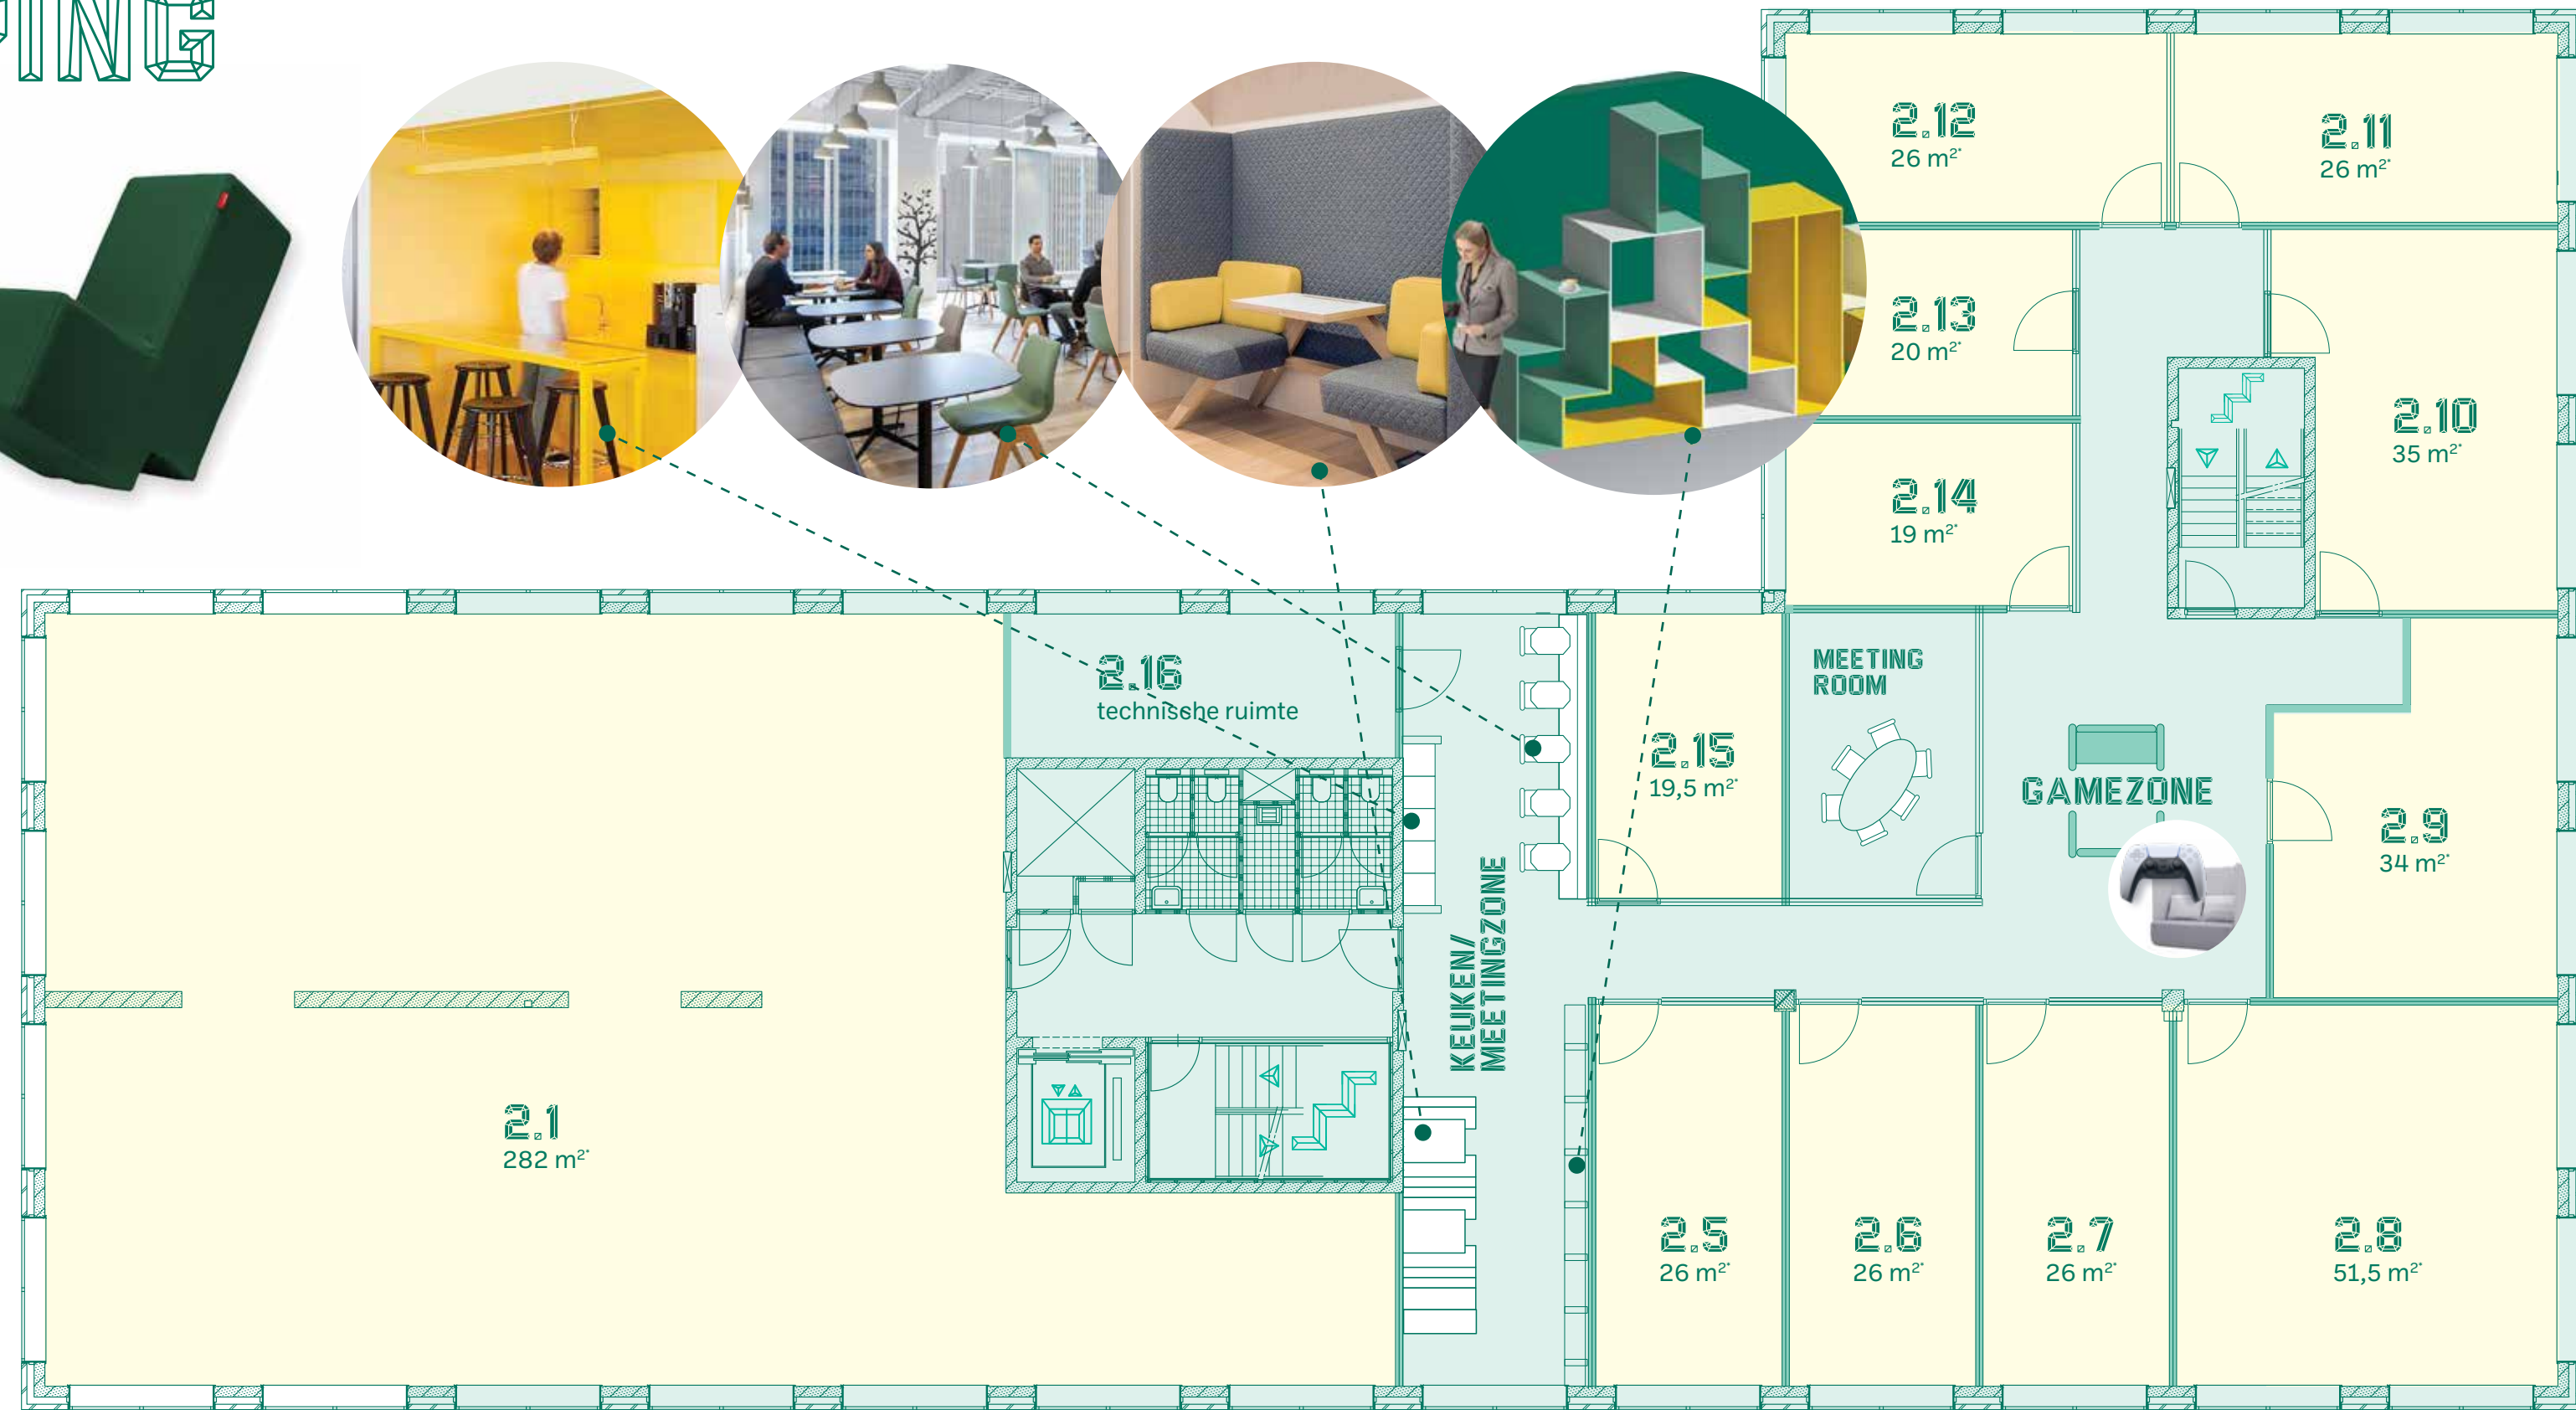 PING
2.12
26 m²*
2.11
26 m²*
2.13
20 m²*
2.10
35 m²*
2.14
19 m²*
2.16
technische ruimte
MEETING
ROOM
2.15
19,5 m²*
GAMEZONE
2.9
34 m²*
KEUKEN/
MEETINGZONE
2.1
282 m²*
2.5
26 m²*
2.6
26 m²*
2.7
26 m²*
2.8
51,5 m²*